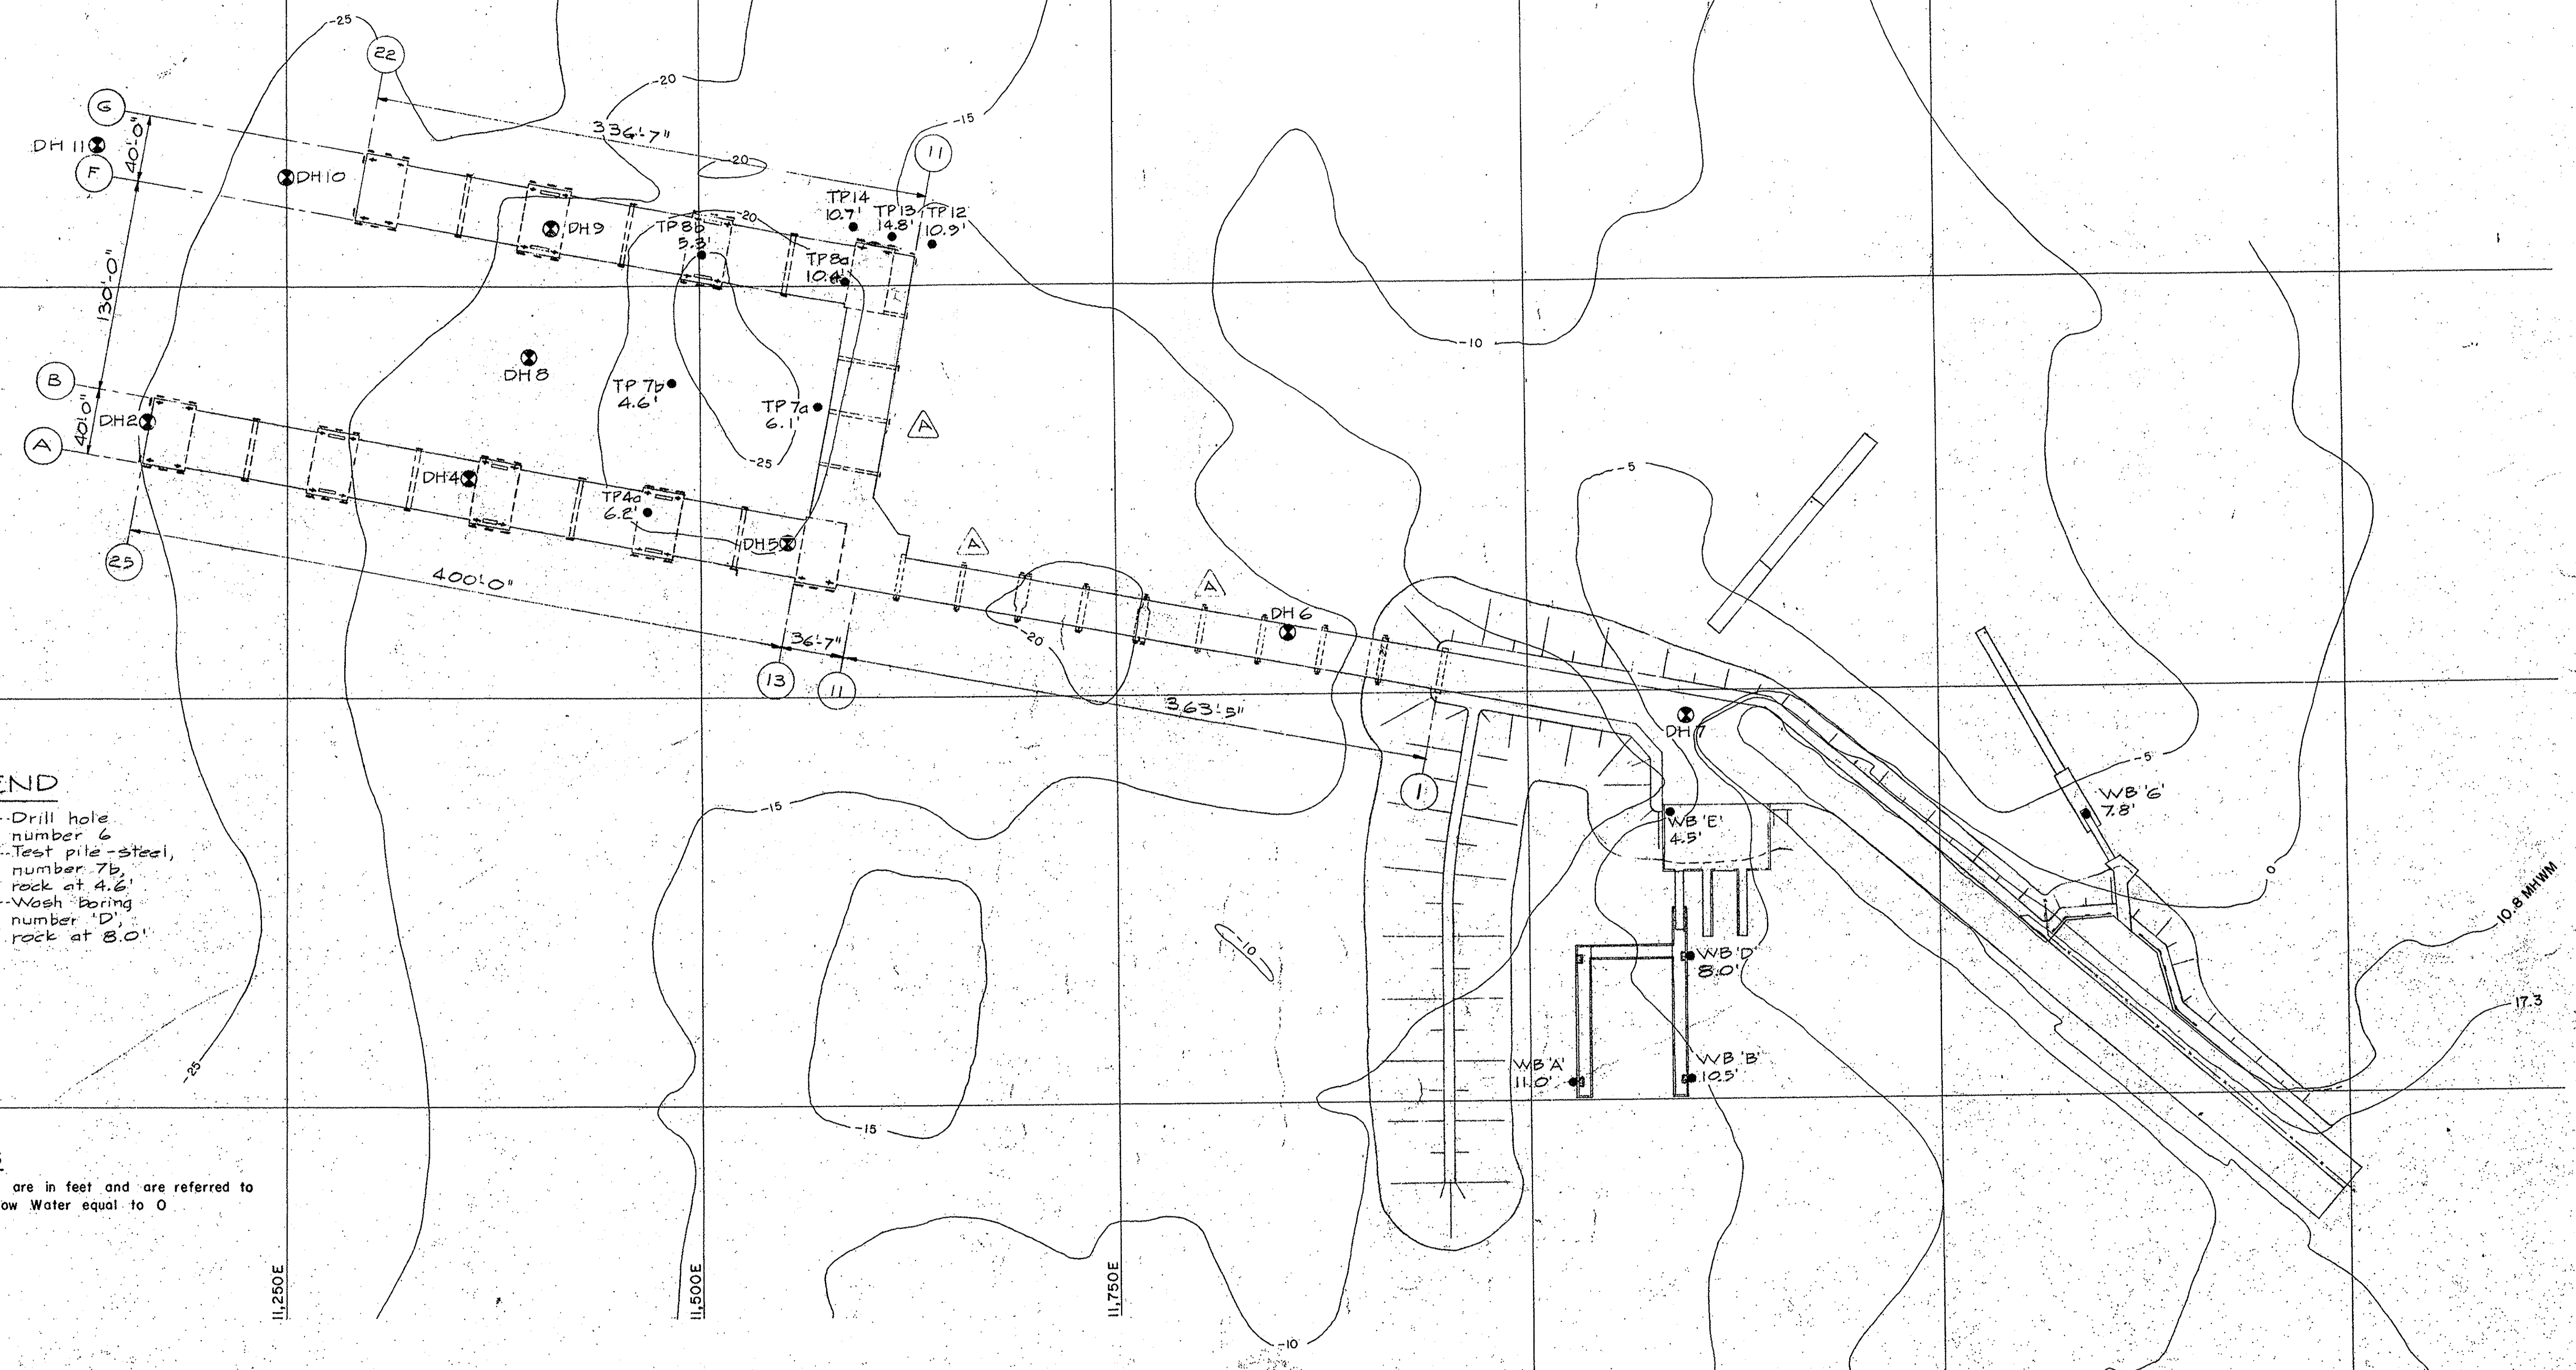 -25
22
-20
336'-7"
-15
11
G
40'-0"
DH 11
F
DH10
-20
TP14
10.7'
TP13
14.8'
TP12
10.9'
DH9
TP 8b
5.3'
-20
TP8a
10.4'
130'-0"
-10
DH 8
B
TP 7b
4.6'
TP 7a
6.1'
A
DH2
40'-0"
A
-25
-5
DH4
TP4a
6.2'
DH5
A
25
400'-0"
A
DH 6
-20
36'-7"
13
11
363'-5"
DH 7
-5
1
END
Drill hole
number 6
Test pile-steel,
number 7b,
rock at 4.6'
Wash boring
number 'D',
rock at 8.0'
-15
WB 'G'
7.8'
WB 'E'
4.5'
0
10.8 MHWM
-10
WB 'D'
8.0'
17.3
-25
WB 'A'
11.0'
WB 'B'
10.5'
-15
are in feet and are referred to
ow Water equal to 0
11,250E
11,500E
11,750E
-10